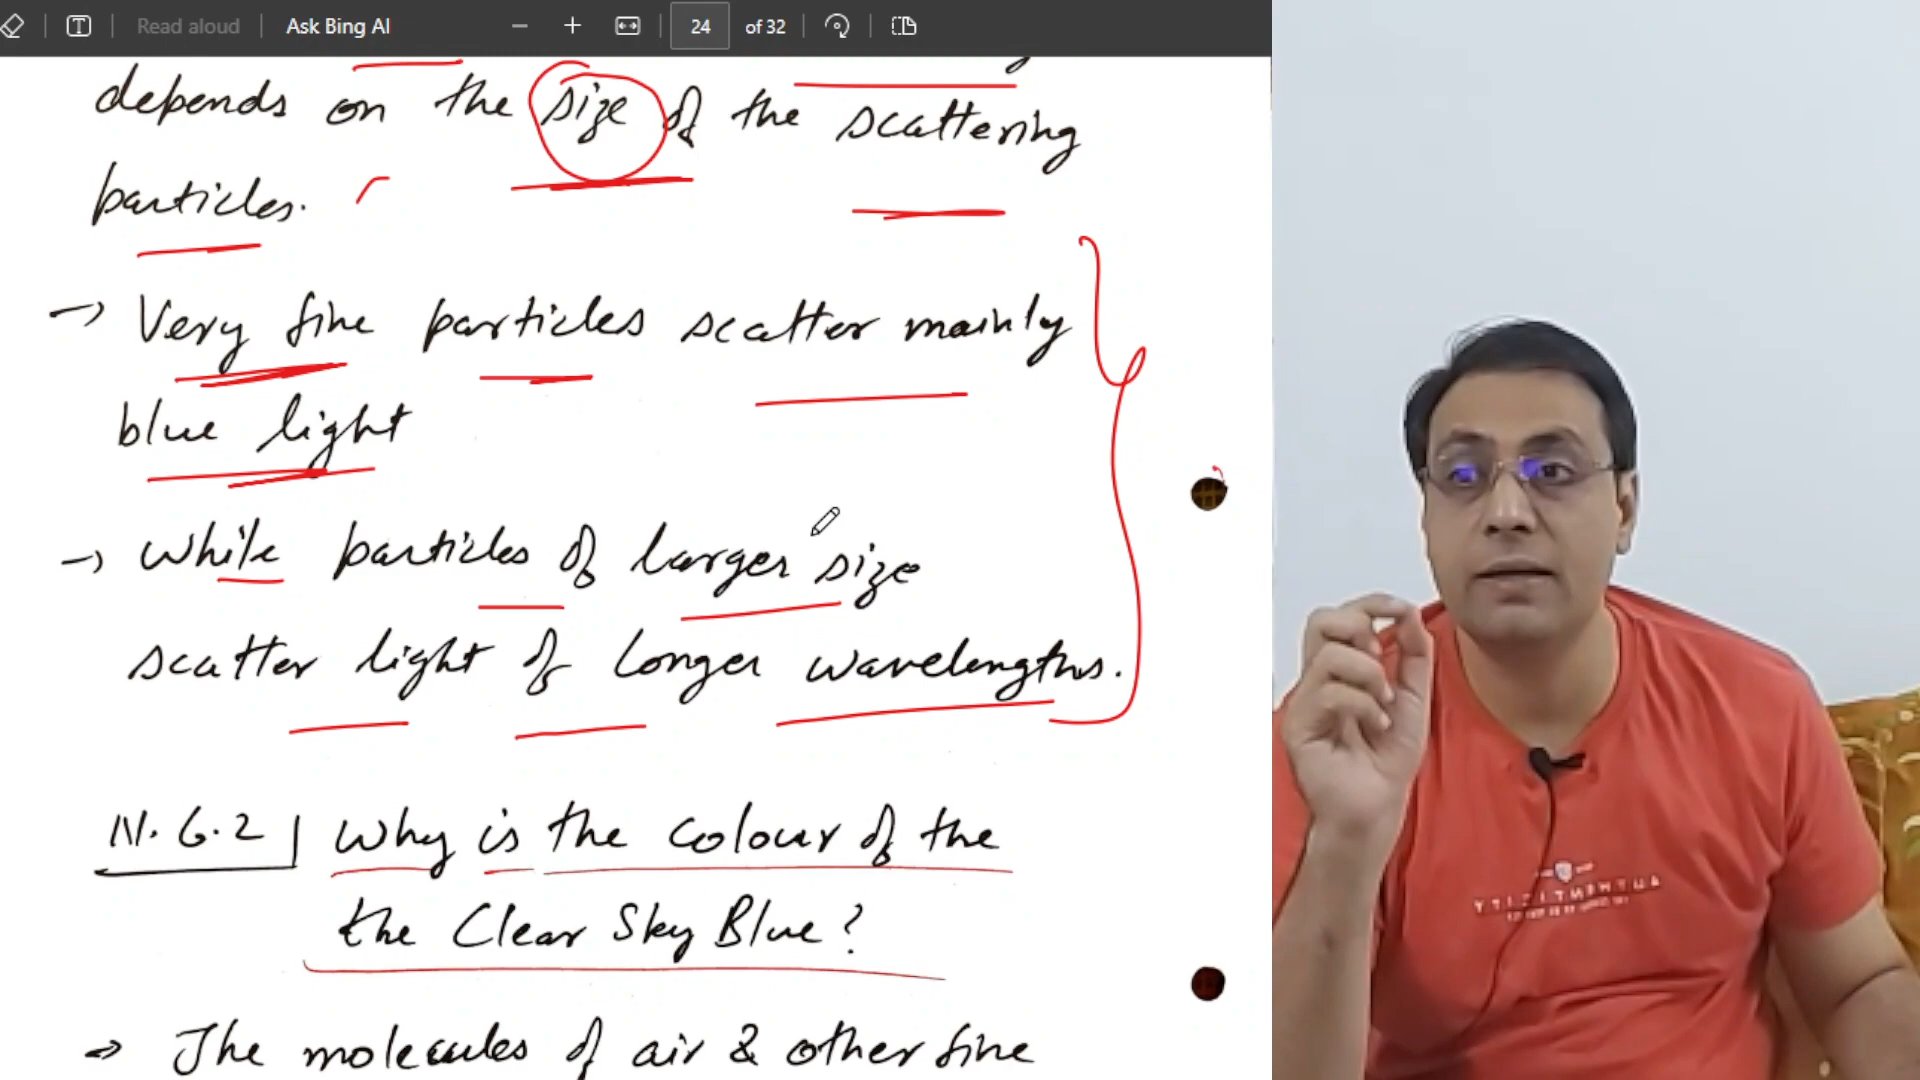 Read aloud Ask Bing AI 24 of 32
depends on the size of the scattering
particles.
→ Very fine particles scatter mainly
blue light
→ While particles of larger size
scatter light of longer wavelengths.
11.6.2 | Why is the colour of the
the Clear Sky Blue?
→ The molecules of air & other fine